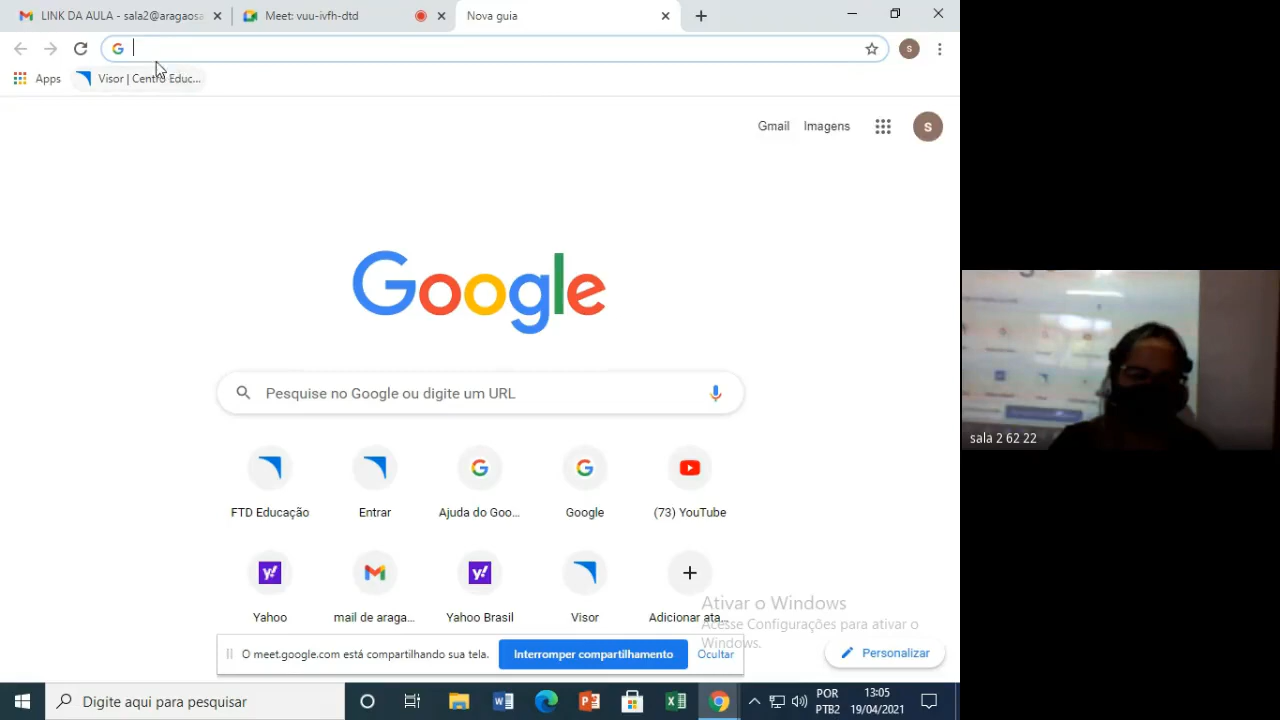 LINK DA AULA - sala2@aragaosa
Meet: vuu-ivfh-dtd
Nova guia
Apps
Visor | Centro Educ...
s
Gmail
Imagens
s
Google
Pesquise no Google ou digite um URL
FTD Educação
Entrar
Ajuda do Goo...
Google
(73) YouTube
Yahoo
mail de araga...
Yahoo Brasil
Visor
Adicionar ata...
Ativar o Windows
Acesse Configurações para ativar o
Windows.
O meet.google.com está compartilhando sua tela.
Interromper compartilhamento
Ocultar
Personalizar
Digite aqui para pesquisar
POR
PTB2
13:05
19/04/2021
sala 2 62 22